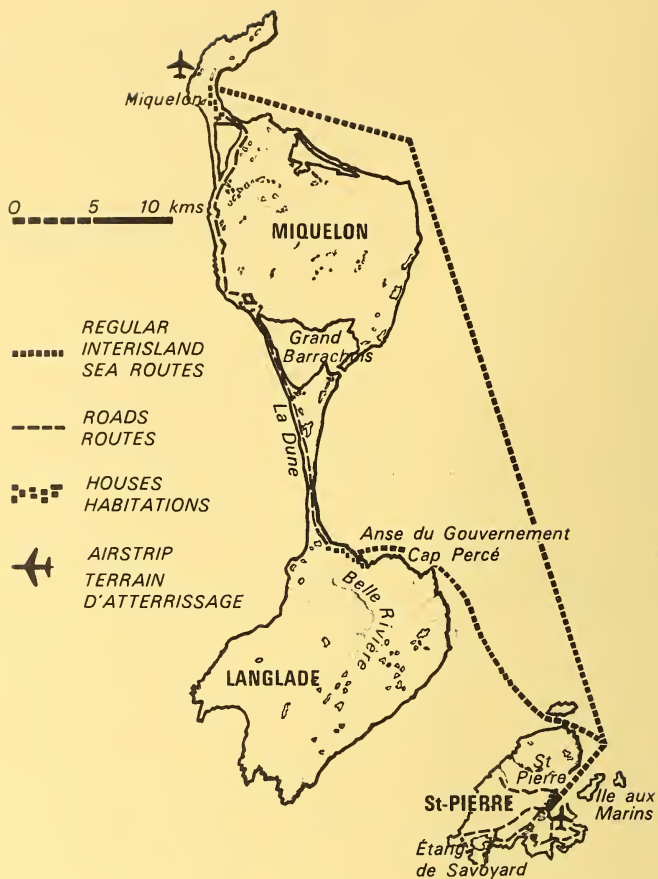 Miquelon
0 5 10 kms
MIQUELON
REGULAR
INTERISLAND
SEA ROUTES
Grand
Barrachois
La Dune
ROADS
ROUTES
HOUSES
HABITATIONS
Anse du Gouvernement
Cap Percé
AIRSTRIP
TERRAIN
D'ATTERRISSAGE
Belle Rivière
LANGLADE
St
Pierre
St-PIERRE
Ile aux
Marins
Étang
de Savoyard